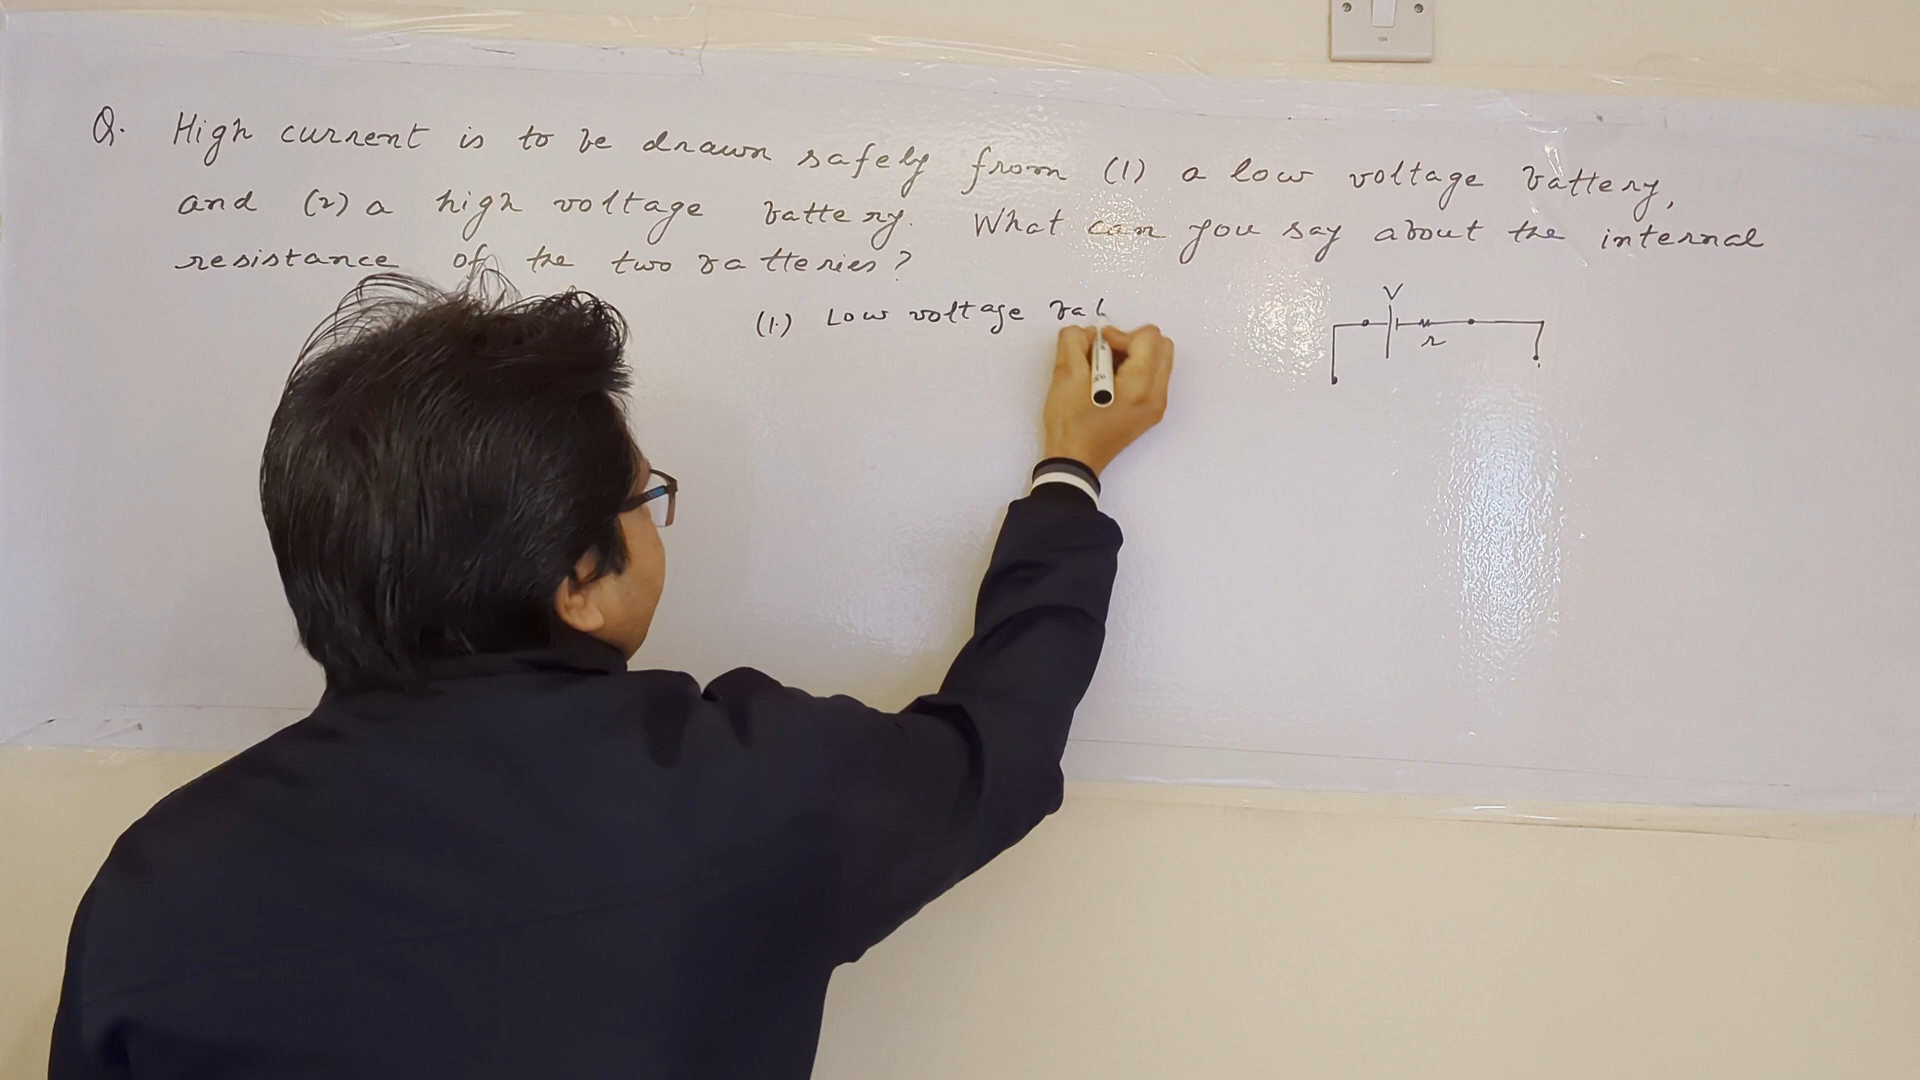 Q. High current is to be drawn safely from (1) a low voltage battery,
and (2) a high voltage battery. What can you say about the internal
resistance of the two batteries?
(1.) Low voltage bat
V
r